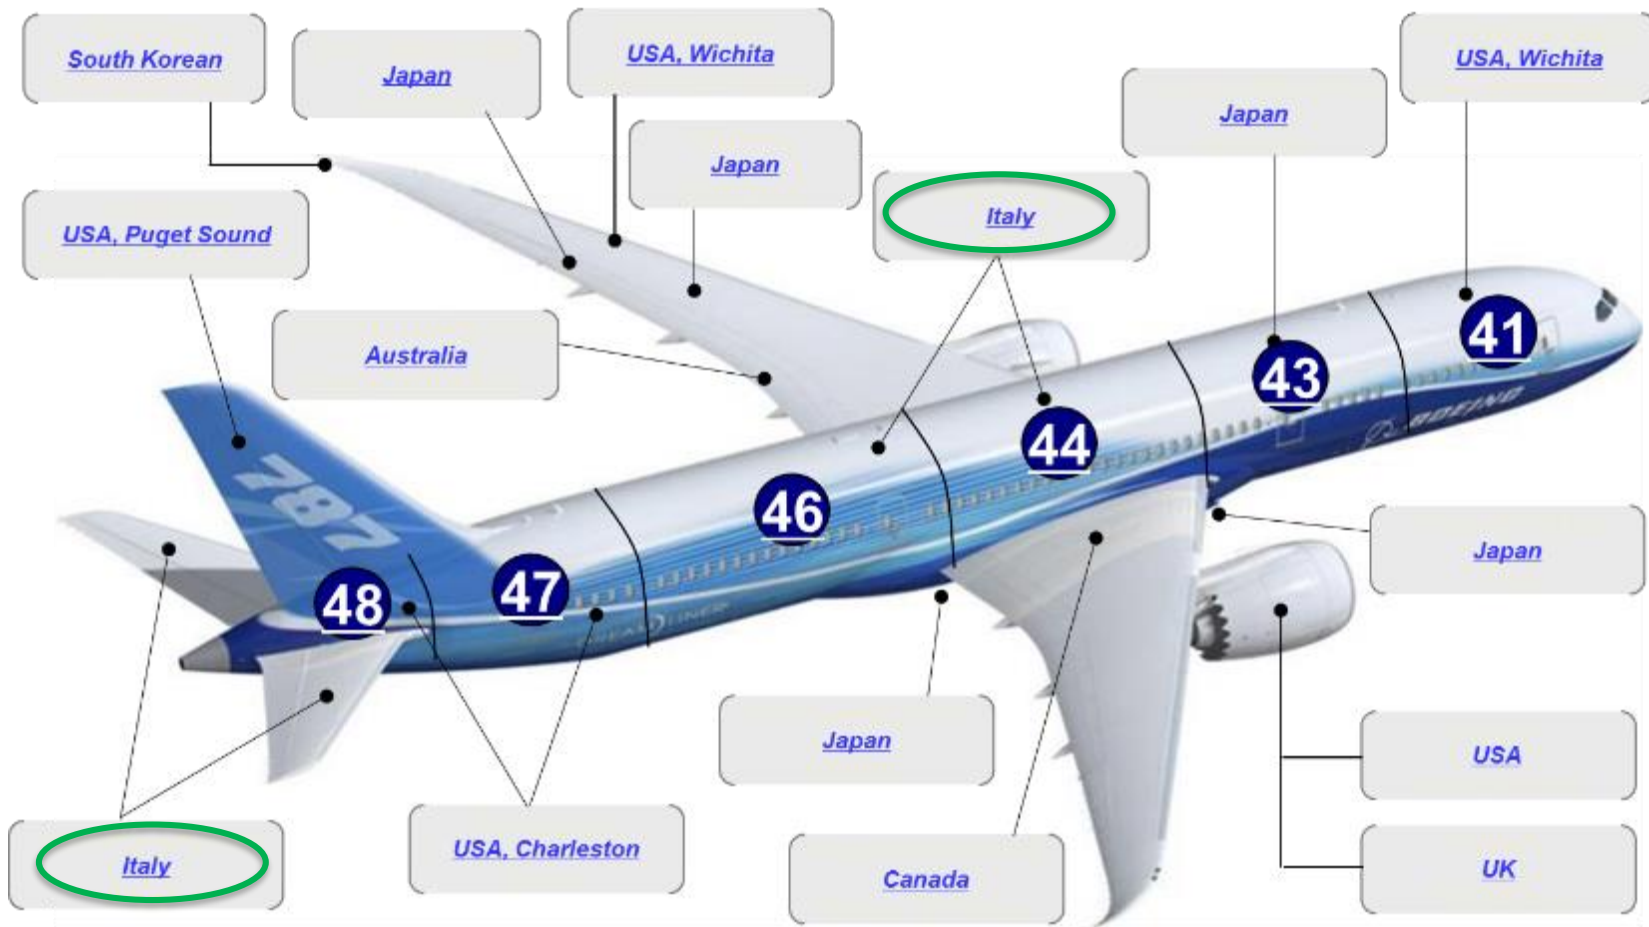 South Korean
Japan
USA, Wichita
USA, Wichita
Japan
Japan
Italy
USA, Puget Sound
Australia
41
43
44
BOEING
787
46
47
48
Japan
Japan
USA
Italy
USA, Charleston
Canada
UK